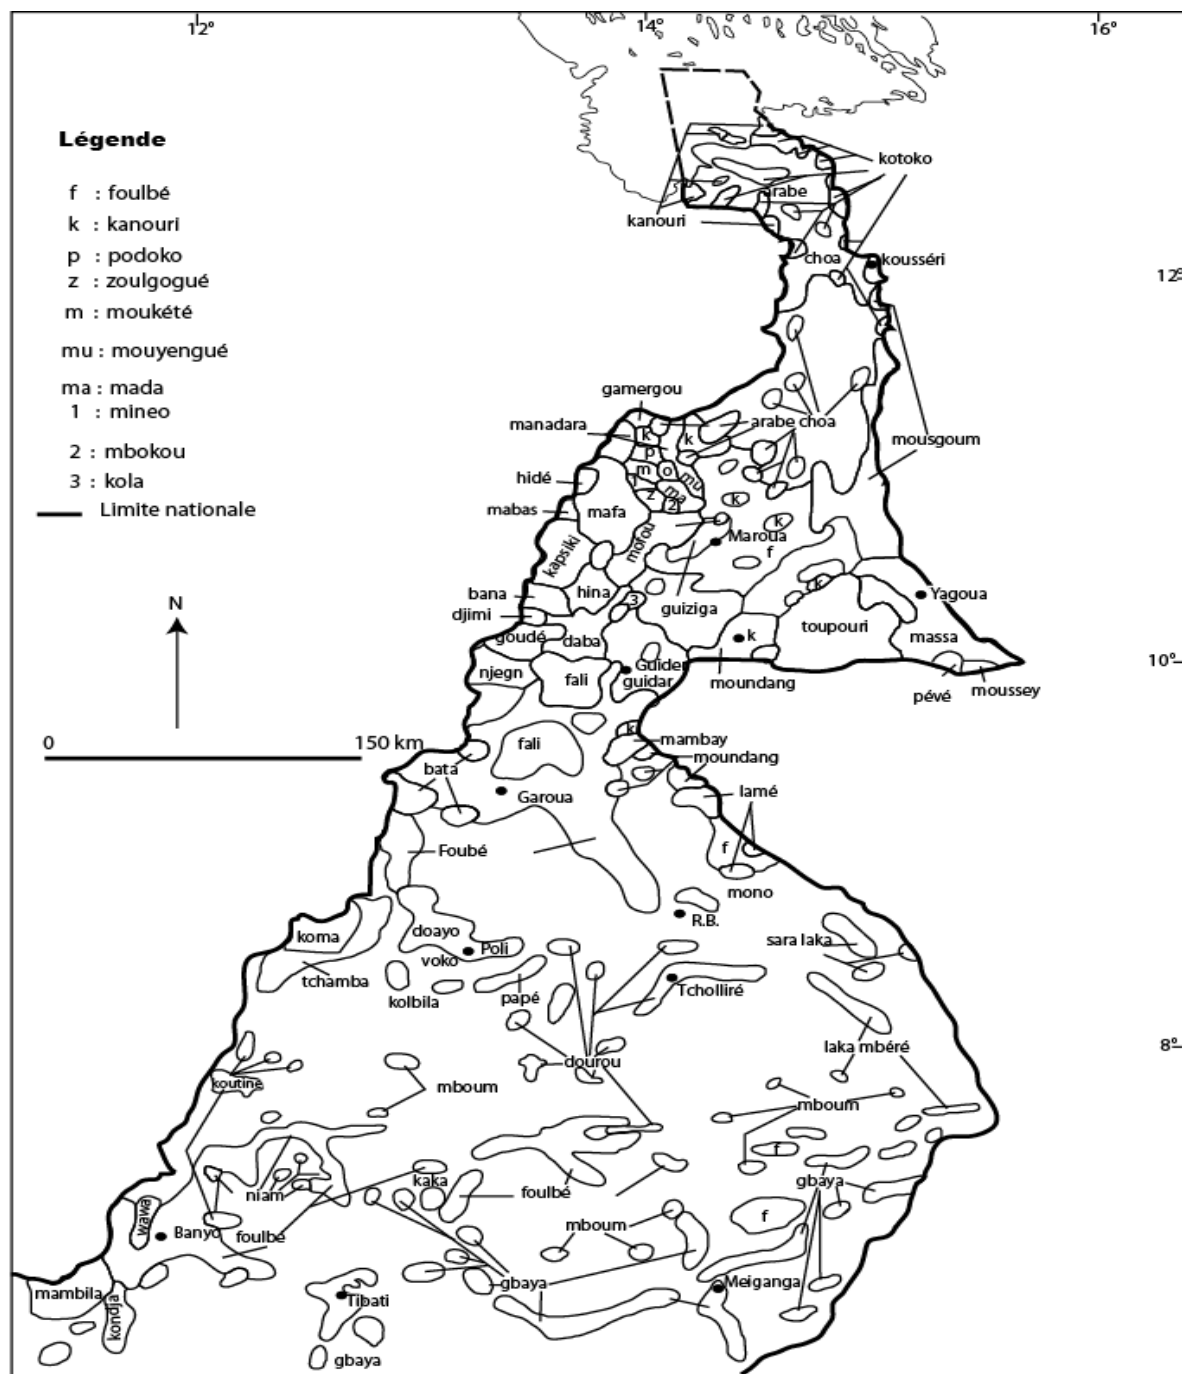 12°
14°
16°
Légende
f : foulbé
k : kanouri
p : podoko
z : zoulgogué
m : moukété
mu : mouyengué
ma : mada
1 : mineo
2 : mbokou
3 : kola
Limite nationale
N
0 150 km
kotoko
arabe
kanouri
choa
kousséri
12°
gamergou
manadara
k
k
arabe choa
mousgoum
p
hidé
m
o
mu
1
z
ma
2
mabas
mafa
k
k
mofou
Maroua
f
kapsiki
bana
hina
3
k
Yagoua
djimi
guiziga
toupouri
goudé
daba
k
massa
10°
njegn
fali
Guider
guidar
moundang
pévé
moussey
k
mambay
fali
moundang
bata
lamé
Garoua
Foubé
f
mono
R.B.
koma
doayo
sara laka
voko
Poli
tchamba
kolbila
papé
Tcholliré
8°
laka mbéré
dourou
koutine
mboum
mboum
f
niam
kaka
foulbé
gbaya
wawa
Banyo
foulbé
mboum
f
gbaya
Meiganga
mambila
kondja
Tibati
gbaya